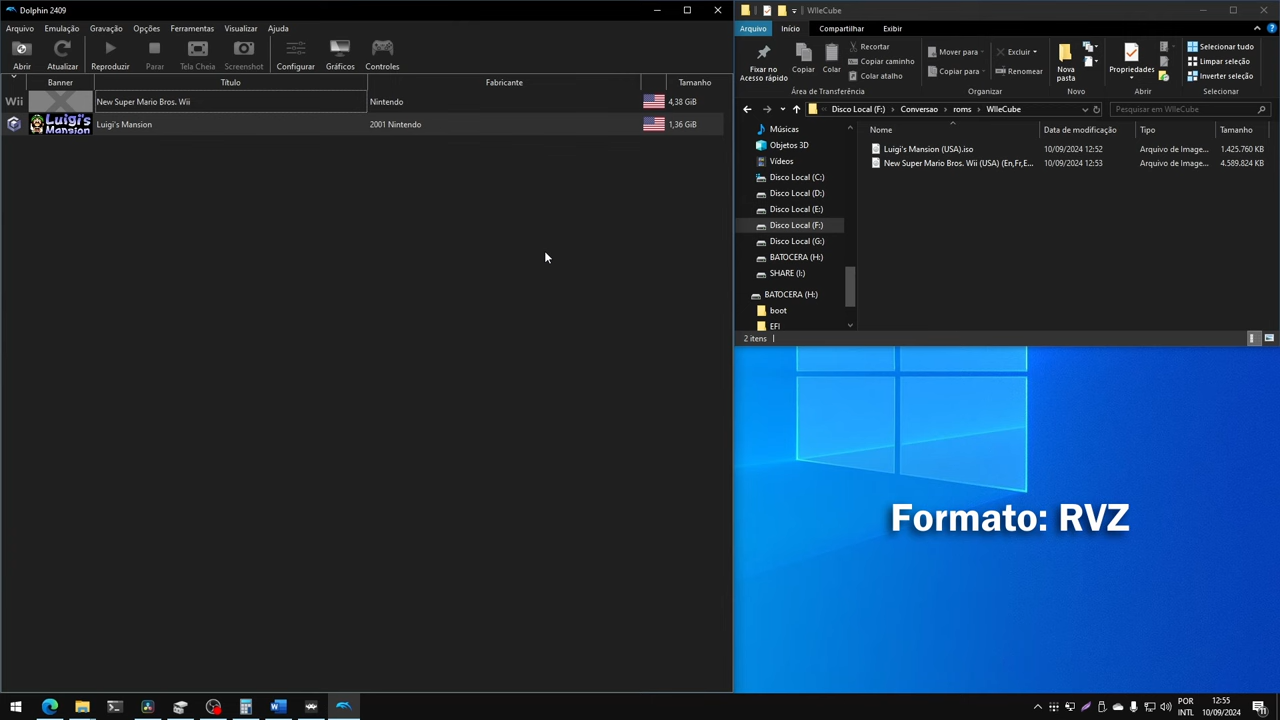 Dolphin 2409
Arquivo Emulação Gravação Opções Ferramentas Visualizar Ajuda
Abrir Atualizar Reproduzir Parar Tela Cheia Screenshot Configurar Gráficos Controles
Banner Título Fabricante Tamanho
Wii New Super Mario Bros. Wii Nintendo 4,38 GiB
Luigi's Mansion Luigi's Mansion 2001 Nintendo 1,36 GiB
WIIeCube
Arquivo Início Compartilhar Exibir
Fixar no Acesso rápido
Copiar
Colar
Recortar
Copiar caminho
Colar atalho
Área de Transferência
Mover para
Copiar para
Excluir
Renomear
Organizar
Nova pasta
Novo
Propriedades
Abrir
Selecionar tudo
Limpar seleção
Inverter seleção
Selecionar
Disco Local (F:) Conversao roms WIIeCube
Pesquisar em WIIeCube
Músicas
Objetos 3D
Vídeos
Disco Local (C:)
Disco Local (D:)
Disco Local (E:)
Disco Local (F:)
Disco Local (G:)
BATOCERA (H:)
SHARE (I:)
BATOCERA (H:)
boot
EFI
Nome Data de modificação Tipo Tamanho
Luigi's Mansion (USA).iso 10/09/2024 12:52 Arquivo de Image... 1.425.760 KB
New Super Mario Bros. Wii (USA) (En,Fr,E... 10/09/2024 12:53 Arquivo de Image... 4.589.824 KB
2 itens
Formato: RVZ
POR
INTL
12:55
10/09/2024
11